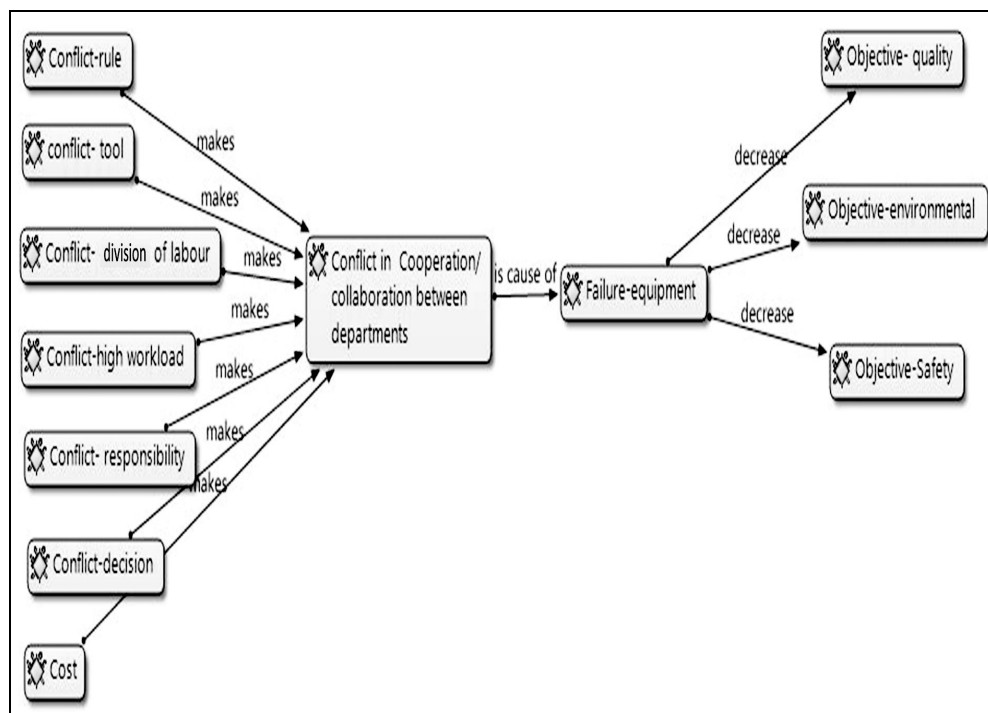 Conflict-rule
makes
conflict- tool
makes
Conflict- division of labour
makes
Conflict-high workload
makes
Conflict- responsibility
makes
Conflict-decision
makes
Cost
makes
Conflict in Cooperation/
collaboration between
departments
is cause of
Failure-equipment
decrease
Objective- quality
decrease
Objective-environmental
decrease
Objective-Safety